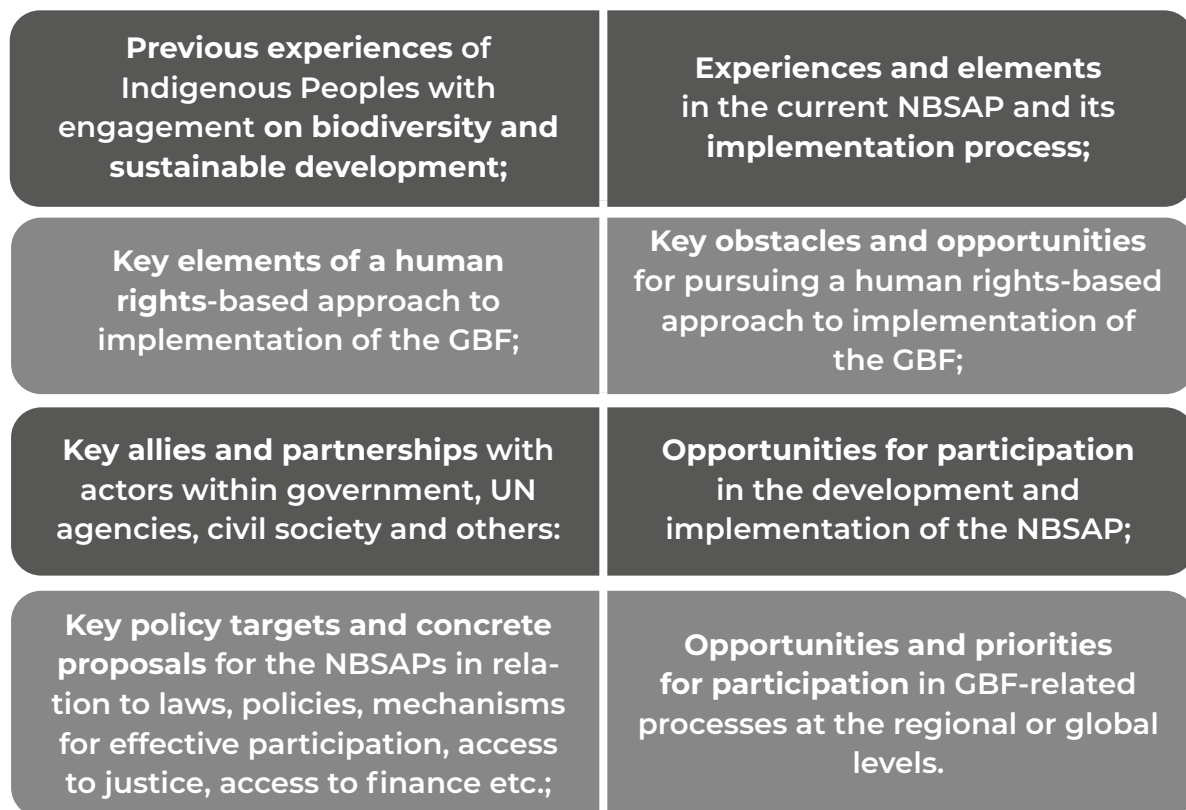 Previous experiences of
Indigenous Peoples with
engagement on biodiversity and
sustainable development;
Experiences and elements
in the current NBSAP and its
implementation process;
Key elements of a human
rights-based approach to
implementation of the GBF;
Key obstacles and opportunities
for pursuing a human rights-based
approach to implementation of
the GBF;
Key allies and partnerships with
actors within government, UN
agencies, civil society and others:
Opportunities for participation
in the development and
implementation of the NBSAP;
Key policy targets and concrete
proposals for the NBSAPs in rela-
tion to laws, policies, mechanisms
for effective participation, access
to justice, access to finance etc.;
Opportunities and priorities
for participation in GBF-related
processes at the regional or global
levels.